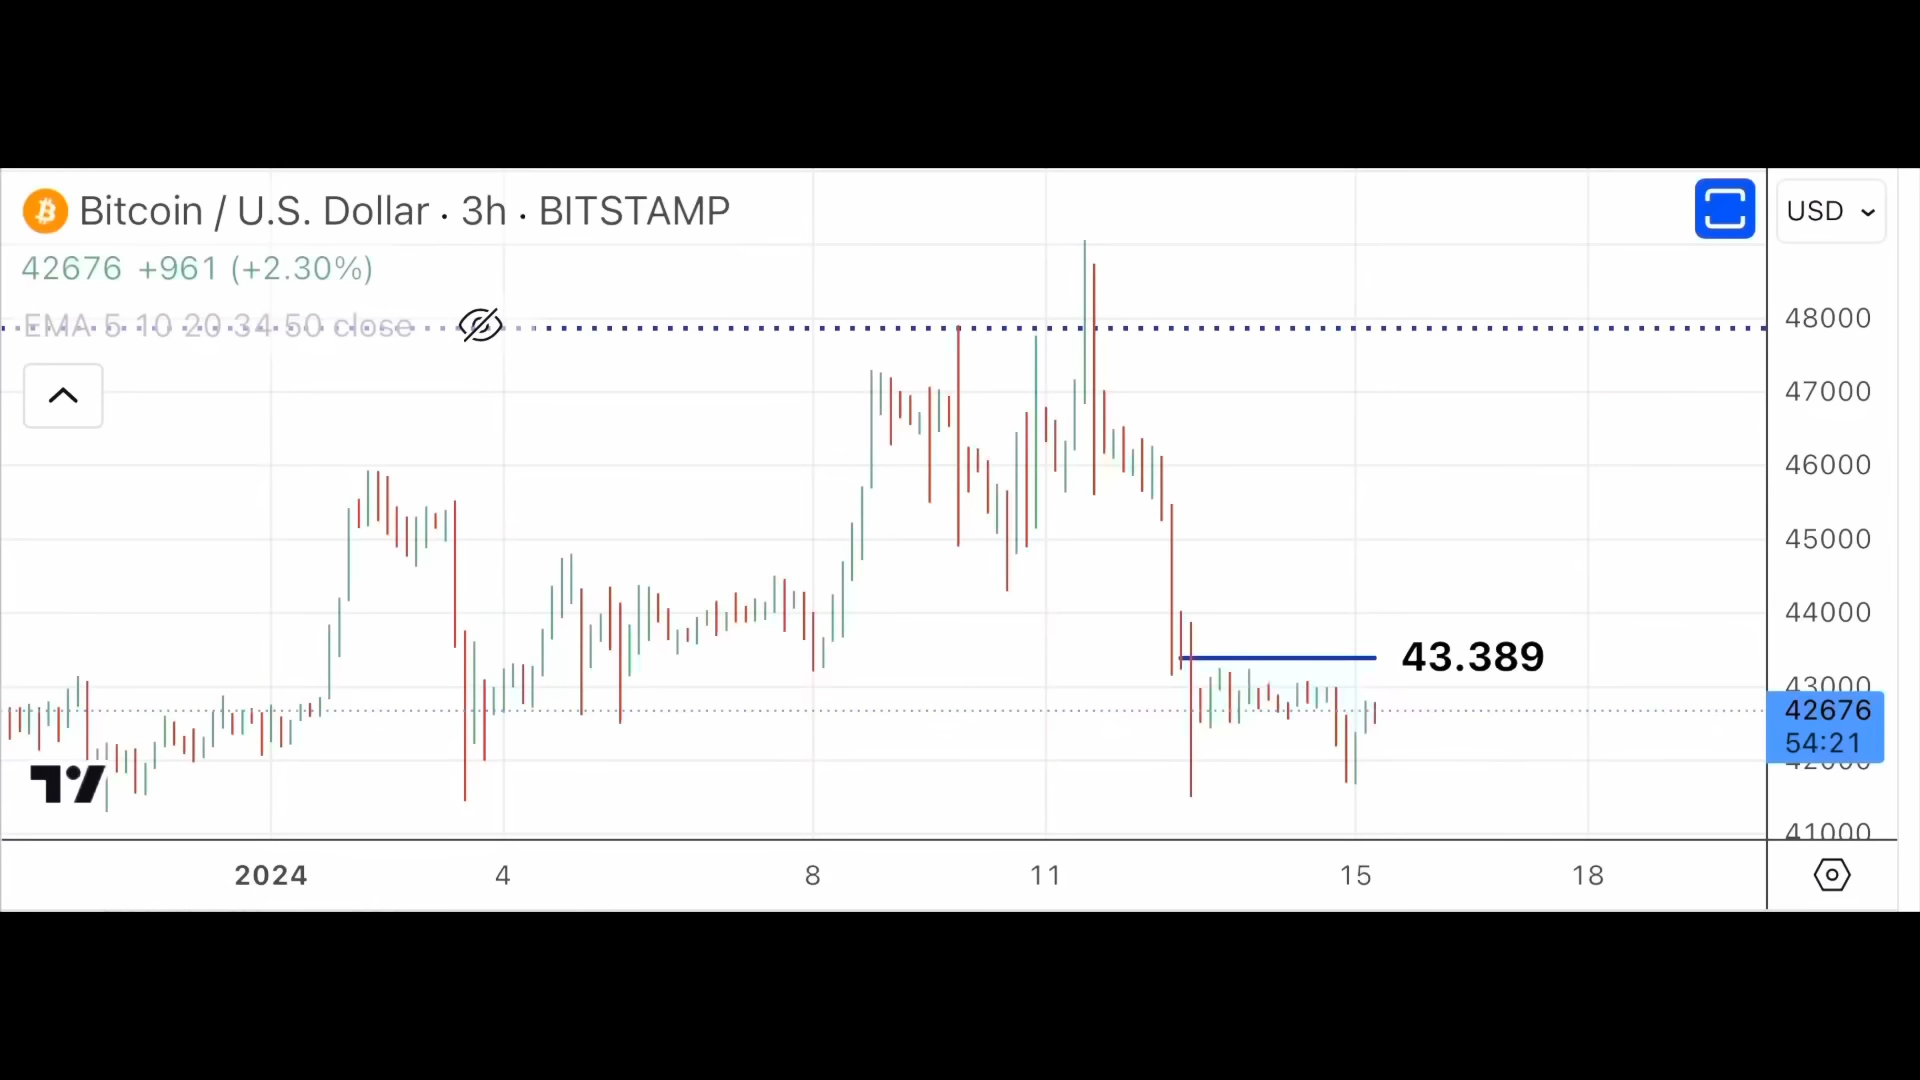 Bitcoin / U.S. Dollar · 3h · BITSTAMP
USD
42676 +961 (+2.30%)
EMA 5 10 20 34 50 close
48000
47000
46000
45000
44000
43.389
43000
42676
54:21
42000
41000
2024 4 8 11 15 18